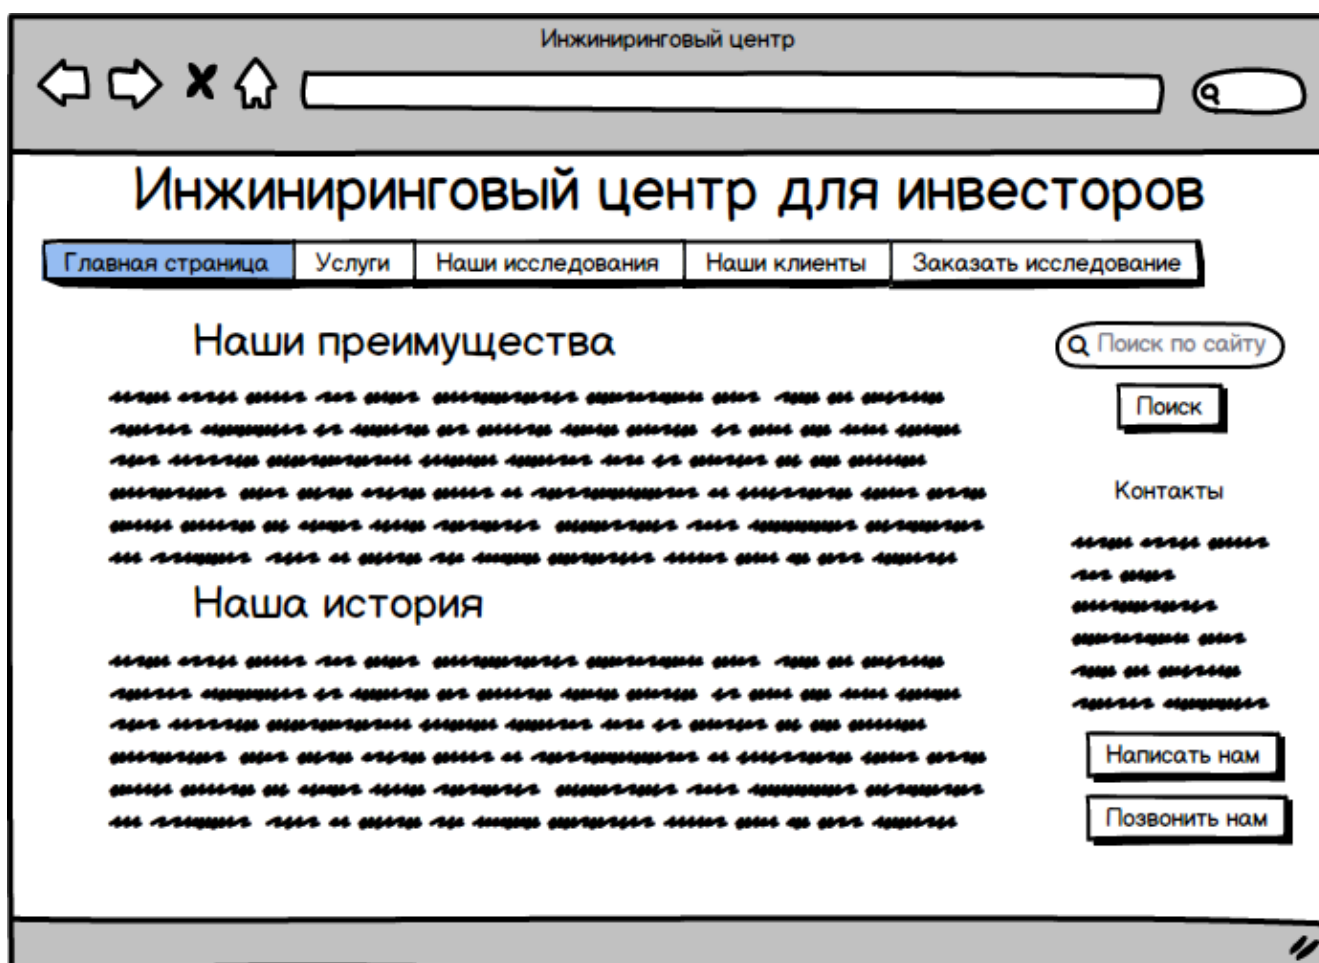 Инжиниринговый центр
Инжиниринговый центр для инвесторов
Главная страница Услуги Наши исследования Наши клиенты Заказать исследование
Наши преимущества
Поиск по сайту
Поиск
Контакты
Наша история
Написать нам
Позвонить нам